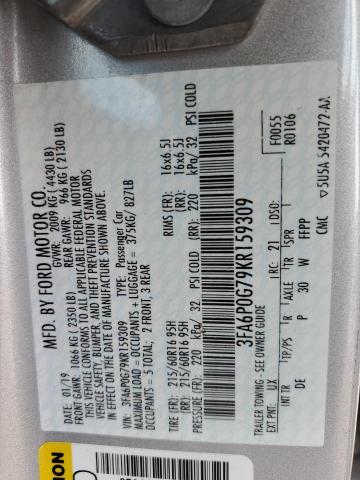 MFD. BY FORD MOTOR CO.
01/19 GVWR: 2009 KG (4430 LB)
FRONT GAWR: 1066 KG (2350 LB) REAR GAWR: 966 KG (2130 LB)
THIS VEHICLE CONFORMS TO ALL APPLICABLE FEDERAL MOTOR
VEHICLE SAFETY, BUMPER, AND THEFT PREVENTION STANDARDS
IN EFFECT ON THE DATE OF MANUFACTURE SHOWN ABOVE.
VIN: 3FA6P0G79KR159309 TYPE: Passenger Car
MAXIMUM LOAD = OCCUPANTS + LUGGAGE = 375KG/ 827LB
OCCUPANTS = 5 TOTAL; 2 FRONT, 3 REAR
TIRE: 215/60R16 95H RIMS (FR): 16x6.5J
TIRE: 215/60R16 95H (RR): 16x6.5J
PRESSURE (FR): 220 kPa/ 32 PSI COLD (RR): 220 kPa/ 32 PSI COLD
3FA6P0G79KR159309
TRAILER TOWING- SEE OWNER GUIDE F0055
EXT PNT: UX RC: 21 DSO: R0106
INT TR TP/PS R AXLE TR SPR
DE P 30 W FFPP
CMC
5U5A 5420472-AA